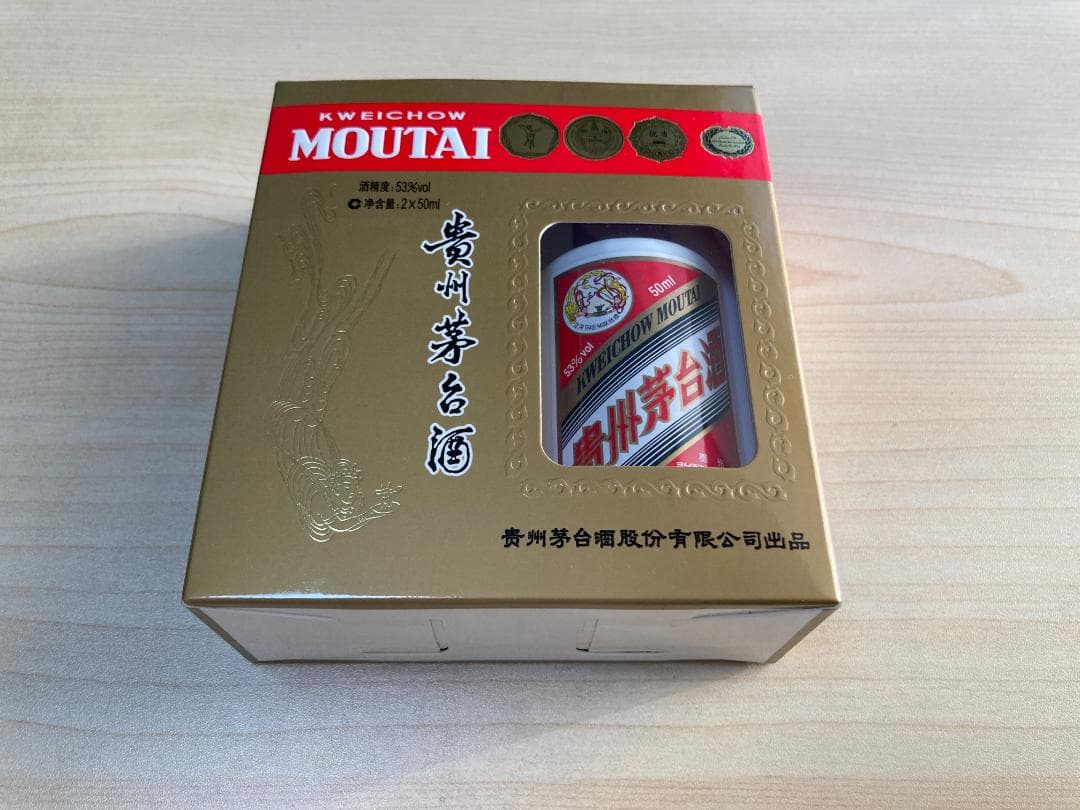 KWEICHOW
MOUTAI
酒精度:53%vol
净含量:2×50ml
貴州茅台酒
50ml
53%vol
KWEICHOW MOUTAI
贵州茅台酒
贵州茅台酒股份有限公司出品